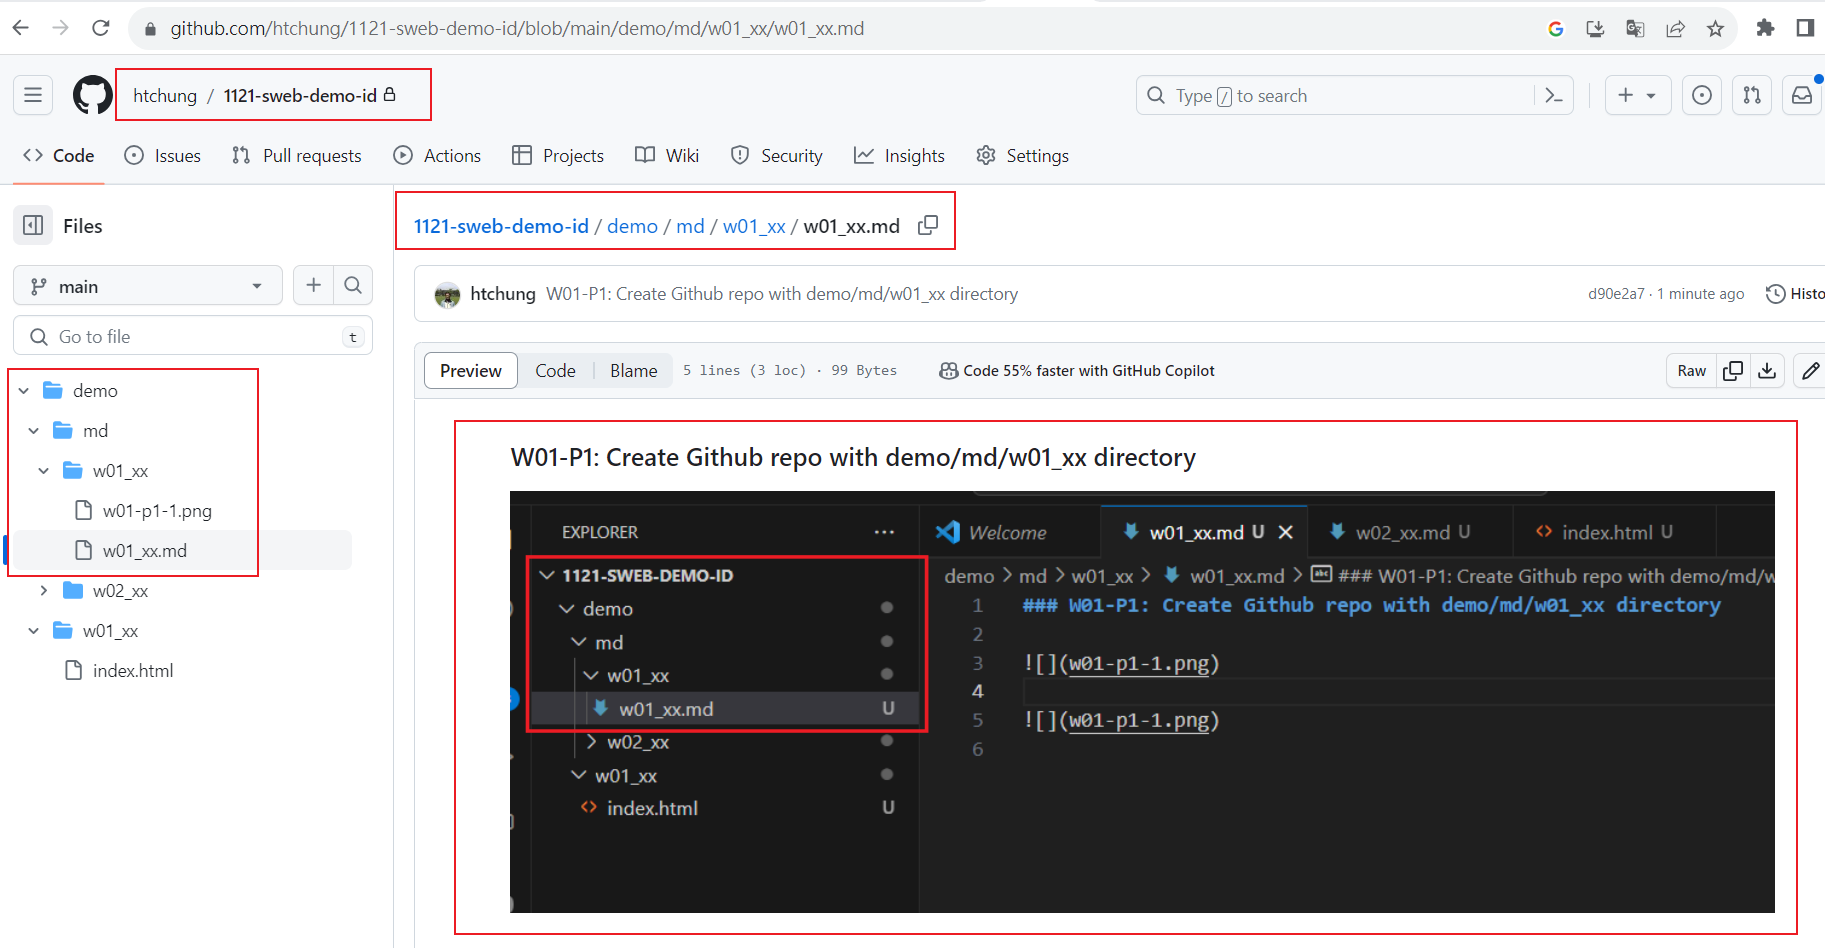 github.com/htchung/1121-sweb-demo-id/blob/main/demo/md/w01_xx/w01_xx.md
htchung / 1121-sweb-demo-id
Type / to search
Code Issues Pull requests Actions Projects Wiki Security Insights Settings
Files
1121-sweb-demo-id / demo / md / w01_xx / w01_xx.md
main
htchung W01-P1: Create Github repo with demo/md/w01_xx directory d90e2a7 · 1 minute ago Histo
Go to file t
Preview Code Blame 5 lines (3 loc) · 99 Bytes Code 55% faster with GitHub Copilot Raw
demo
md
w01_xx
w01-p1-1.png
w01_xx.md
w02_xx
w01_xx
index.html
W01-P1: Create Github repo with demo/md/w01_xx directory
EXPLORER ··· Welcome w01_xx.md U w02_xx.md U index.html U
1121-SWEB-DEMO-ID
demo
md
w01_xx
w01_xx.md U
w02_xx
w01_xx
index.html U
demo > md > w01_xx > w01_xx.md > abc ### W01-P1: Create Github repo with demo/md/w
1 ### W01-P1: Create Github repo with demo/md/w01_xx directory
2
3 ![](w01-p1-1.png)
4
5 ![](w01-p1-1.png)
6